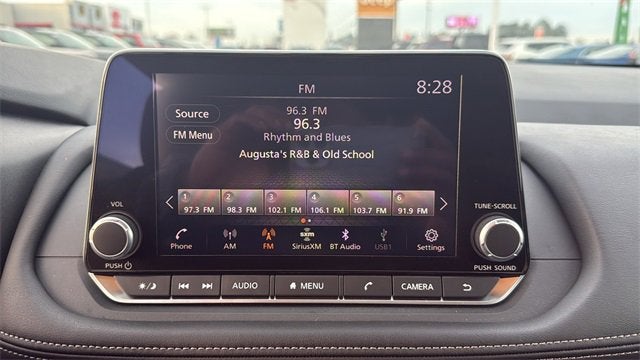 FM
8:28
Source
96.3 FM
96.3
FM Menu
Rhythm and Blues
Augusta's R&B & Old School
1 2 3 4 5 6
97.3 FM 98.3 FM 102.1 FM 106.1 FM 103.7 FM 91.9 FM
VOL
TUNE·SCROLL
Phone AM FM SiriusXM BT Audio USB1 Settings
sxm
PUSH
PUSH SOUND
AUDIO MENU CAMERA